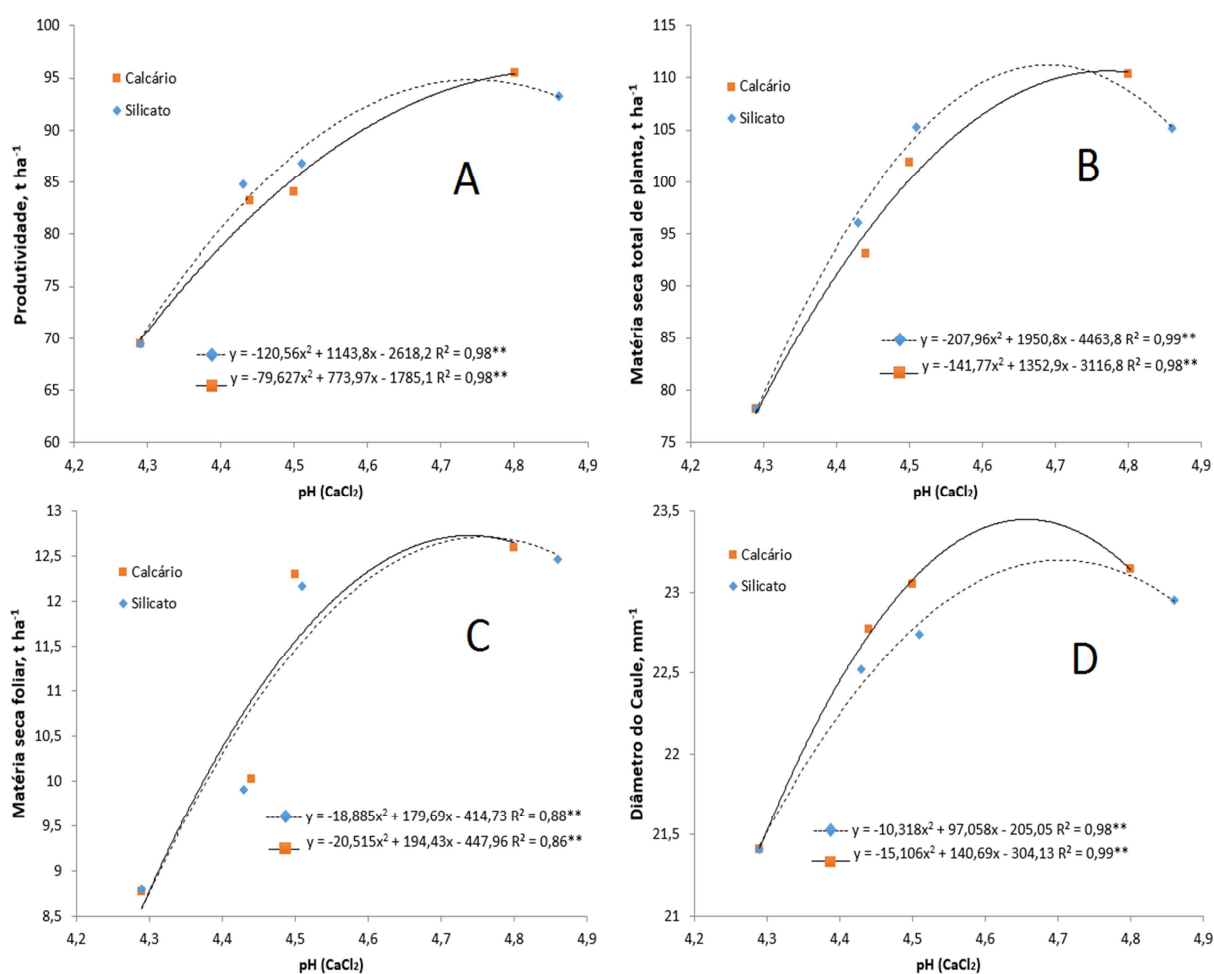 Produtividade, t ha⁻¹
100
95
90
85
80
75
70
65
60
Calcário
Silicato
A
y = -120,56x² + 1143,8x - 2618,2 R² = 0,98**
y = -79,627x² + 773,97x - 1785,1 R² = 0,98**
4,2 4,3 4,4 4,5 4,6 4,7 4,8 4,9
pH (CaCl₂)
Matéria seca total de planta, t ha⁻¹
115
110
105
100
95
90
85
80
75
Calcário
Silicato
B
y = -207,96x² + 1950,8x - 4463,8 R² = 0,99**
y = -141,77x² + 1352,9x - 3116,8 R² = 0,98**
4,2 4,3 4,4 4,5 4,6 4,7 4,8 4,9
pH (CaCl₂)
Matéria seca foliar, t ha⁻¹
13
12,5
12
11,5
11
10,5
10
9,5
9
8,5
Calcário
Silicato
C
y = -18,885x² + 179,69x - 414,73 R² = 0,88**
y = -20,515x² + 194,43x - 447,96 R² = 0,86**
4,2 4,3 4,4 4,5 4,6 4,7 4,8 4,9
pH (CaCl₂)
Diâmetro do Caule, mm⁻¹
23,5
23
22,5
22
21,5
21
Calcário
Silicato
D
y = -10,318x² + 97,058x - 205,05 R² = 0,98**
y = -15,106x² + 140,69x - 304,13 R² = 0,99**
4,2 4,3 4,4 4,5 4,6 4,7 4,8 4,9
pH (CaCl₂)